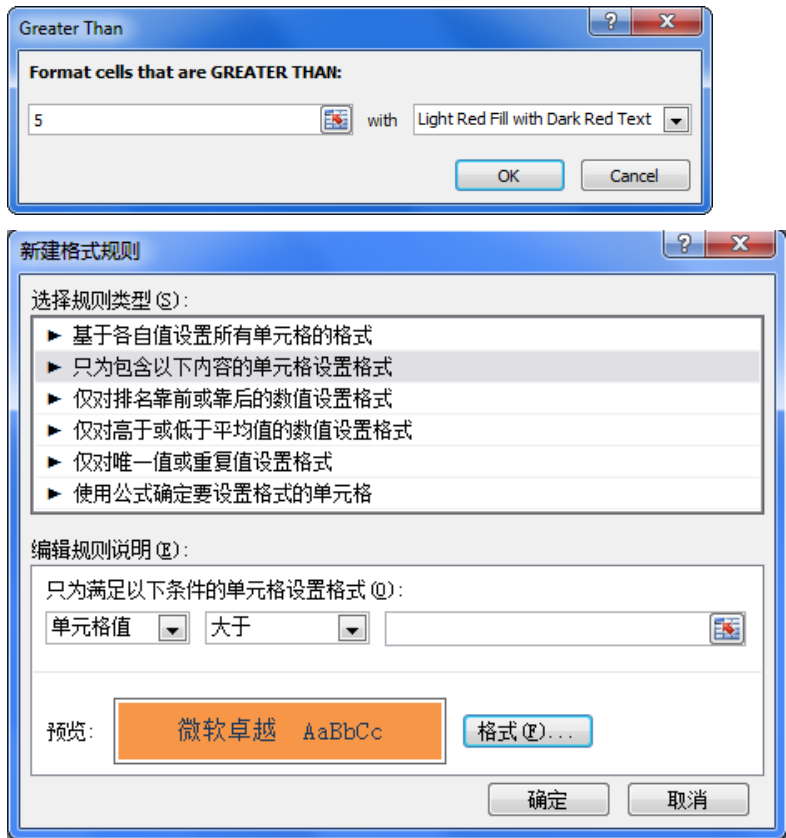 Greater Than
Format cells that are GREATER THAN:
5 with Light Red Fill with Dark Red Text
OK Cancel
新建格式规则
选择规则类型(S):
► 基于各自值设置所有单元格的格式
► 只为包含以下内容的单元格设置格式
► 仅对排名靠前或靠后的数值设置格式
► 仅对高于或低于平均值的数值设置格式
► 仅对唯一值或重复值设置格式
► 使用公式确定要设置格式的单元格
编辑规则说明(E):
只为满足以下条件的单元格设置格式(O):
单元格值 大于
预览: 微软卓越 AaBbCc 格式(F)...
确定 取消